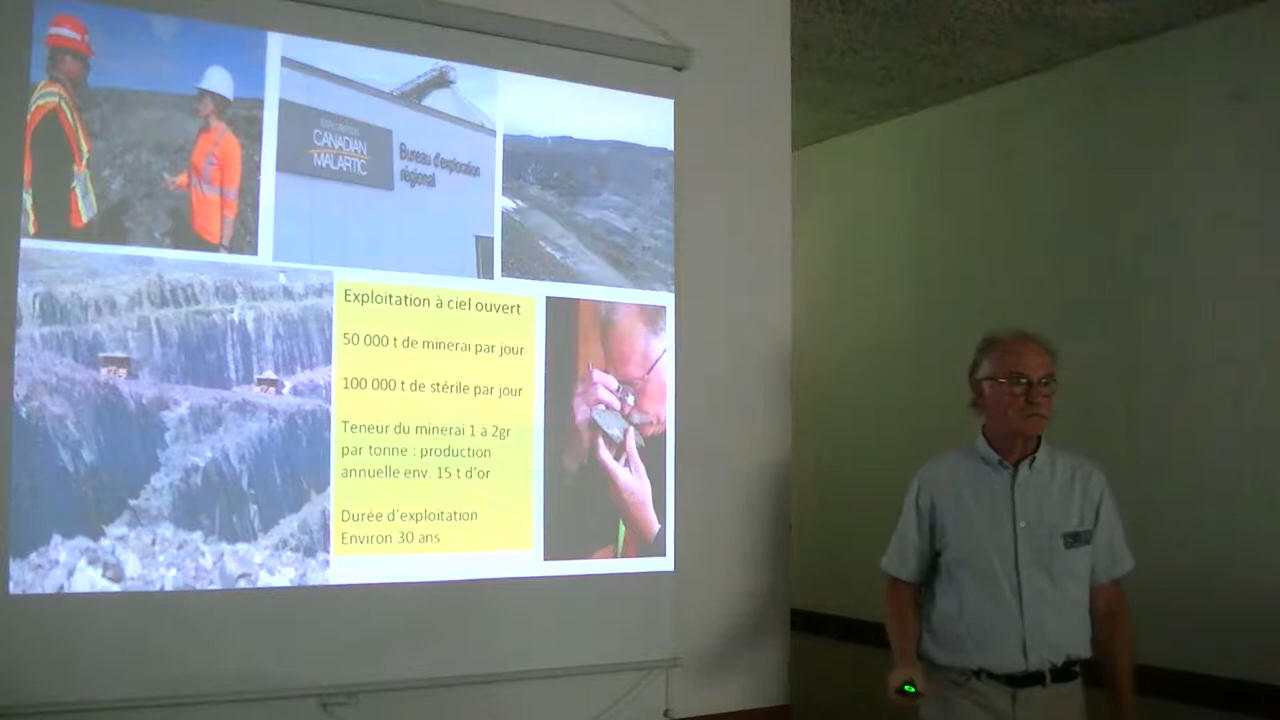 CANADIAN
MALARTIC
Bureau d'exploration
régional
Exploitation à ciel ouvert
50 000 t de minerai par jour
100 000 t de stérile par jour
Teneur du minerai 1 à 2gr
par tonne : production
annuelle env. 15 t d'or
Durée d'exploitation
Environ 30 ans